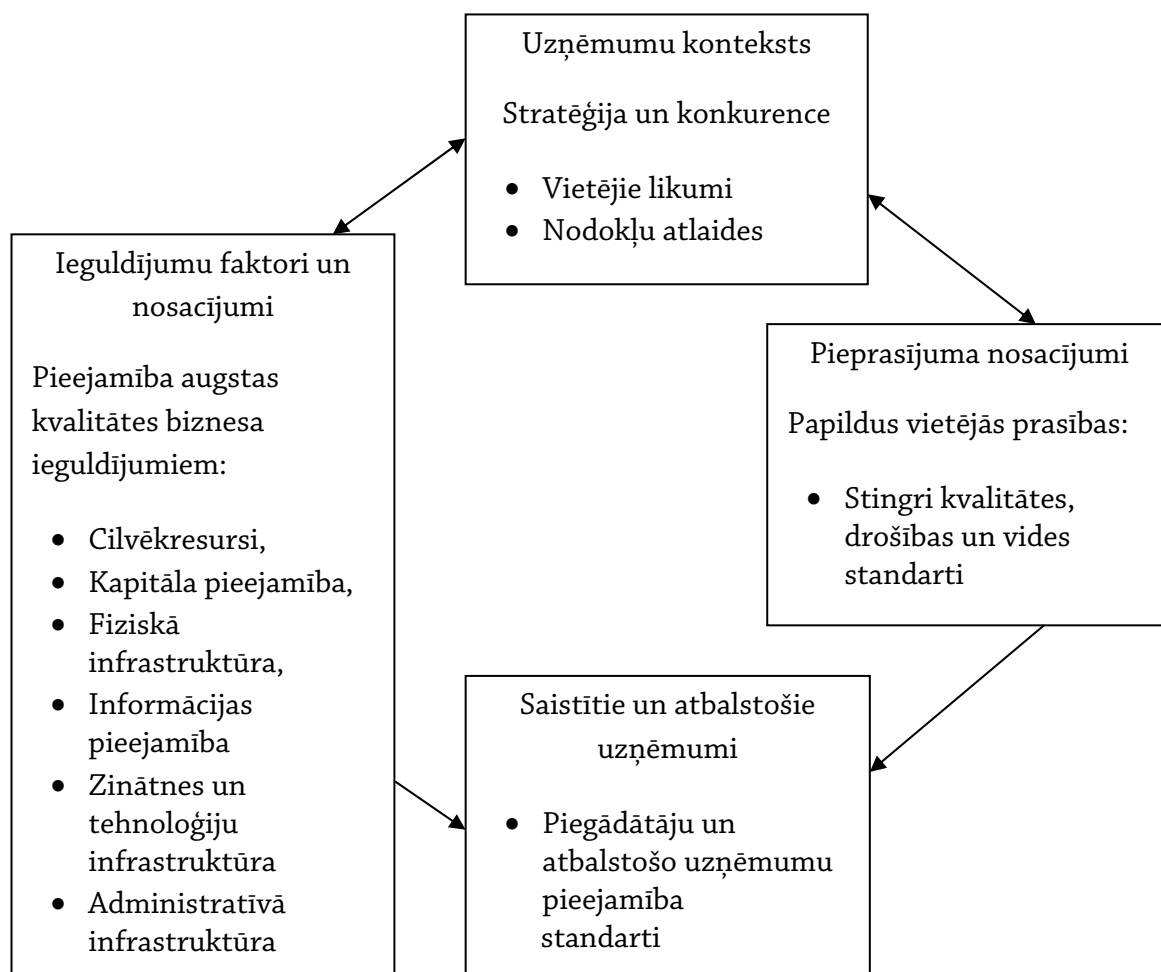 Uzņēmumu konteksts
Stratēģija un konkurence
• Vietējie likumi
• Nodokļu atlaides
Ieguldījumu faktori un
nosacījumi
Pieejamība augstas
kvalitātes biznesa
ieguldījumiem:
• Cilvēkresursi,
• Kapitāla pieejamība,
• Fiziskā
infrastruktūra,
• Informācijas
pieejamība
• Zinātnes un
tehnoloģiju
infrastruktūra
• Administratīvā
infrastruktūra
Pieprasījuma nosacījumi
Papildus vietējās prasības:
• Stingri kvalitātes,
drošības un vides
standarti
Saistītie un atbalstošie
uzņēmumi
• Piegādātāju un
atbalstošo uzņēmumu
pieejamība
standarti